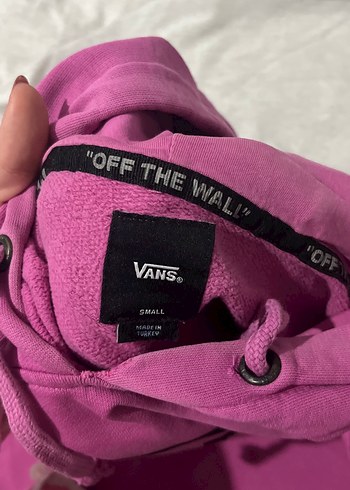 "OFF THE WALL"
"OFF
VANS®
SMALL
MADE IN
TURKEY